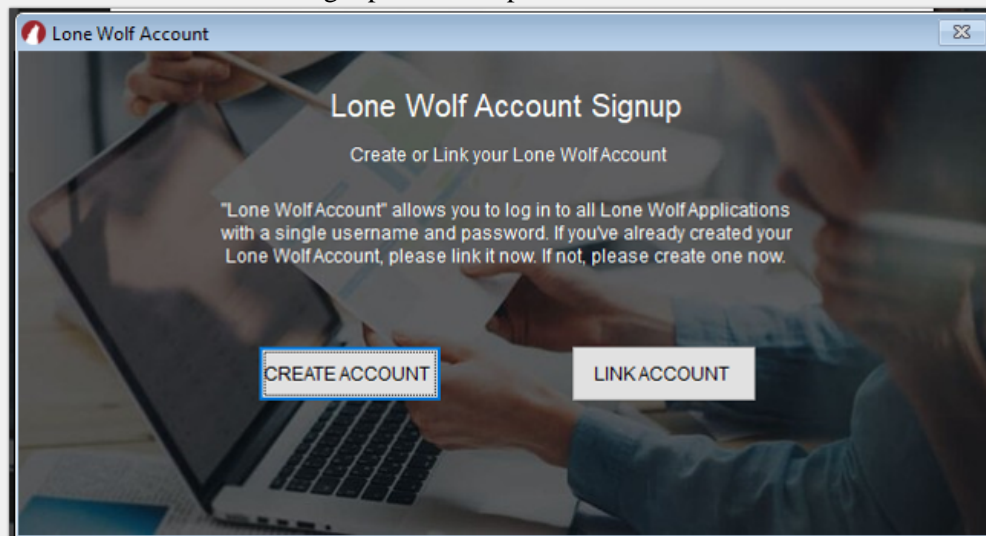 Lone Wolf Account
Lone Wolf Account Signup
Create or Link your Lone Wolf Account
"Lone Wolf Account" allows you to log in to all Lone Wolf Applications
with a single username and password. If you've already created your
Lone Wolf Account, please link it now. If not, please create one now.
CREATE ACCOUNT
LINK ACCOUNT